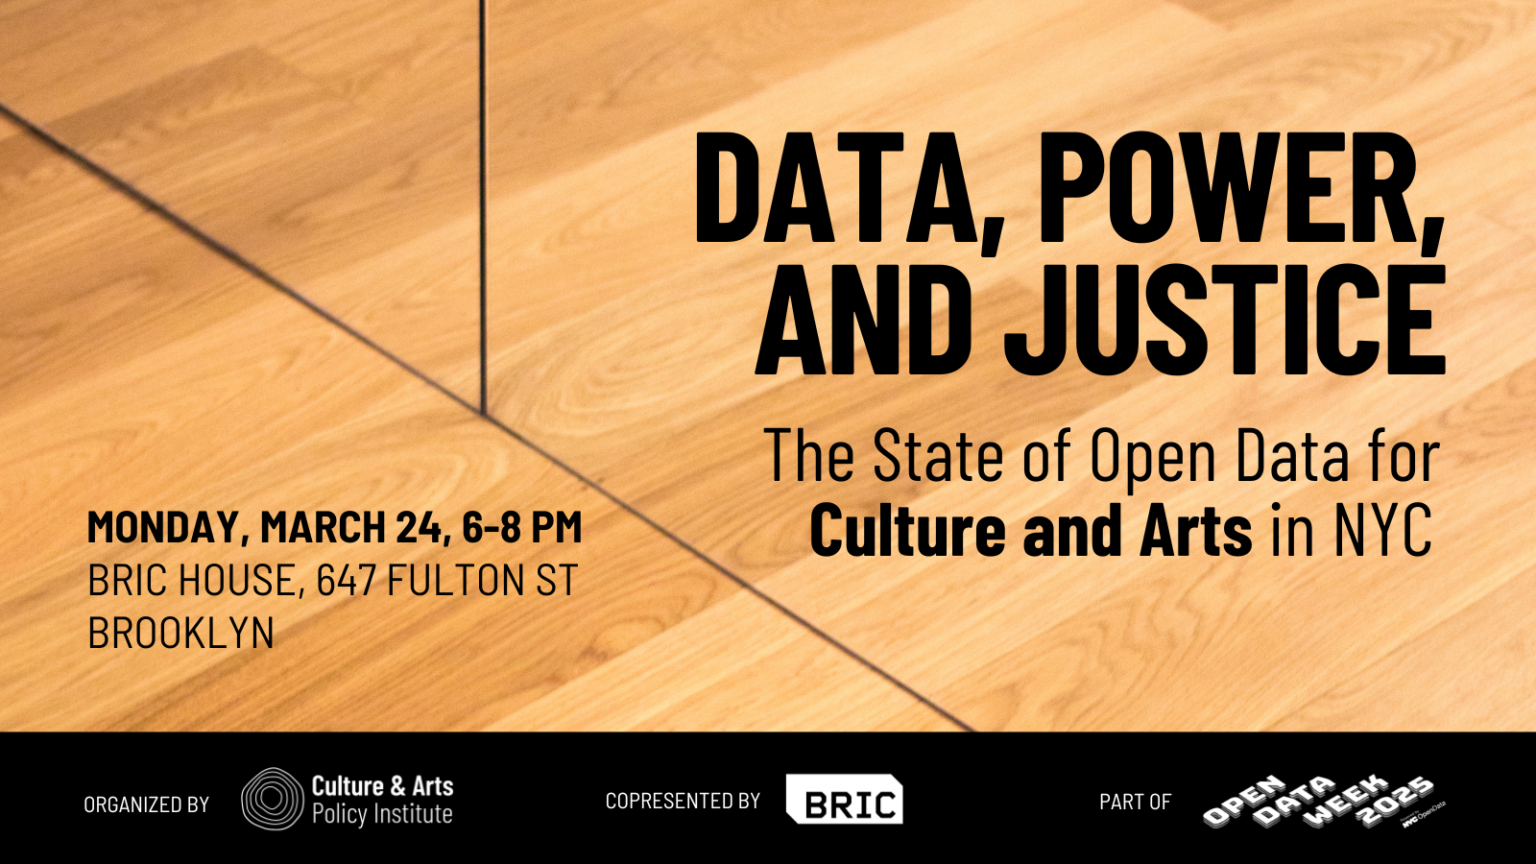 DATA, POWER,
AND JUSTICE
The State of Open Data for
Culture and Arts in NYC
MONDAY, MARCH 24, 6-8 PM
BRIC HOUSE, 647 FULTON ST
BROOKLYN
ORGANIZED BY
Culture & Arts
Policy Institute
COPRESENTED BY
BRIC
PART OF
OPEN
DATA
WEEK
2025
NYC OpenData